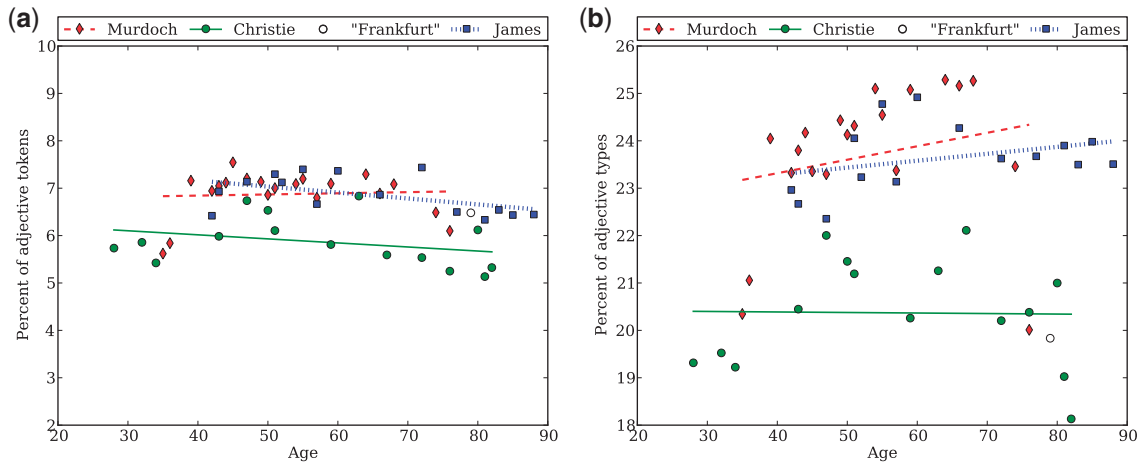 (a)
Murdoch Christie "Frankfurt" James
10
9
8
7
6
5
4
3
2
20 30 40 50 60 70 80 90
Percent of adjective tokens
Age
(b)
Murdoch Christie "Frankfurt" James
26
25
24
23
22
21
20
19
18
20 30 40 50 60 70 80 90
Percent of adjective types
Age